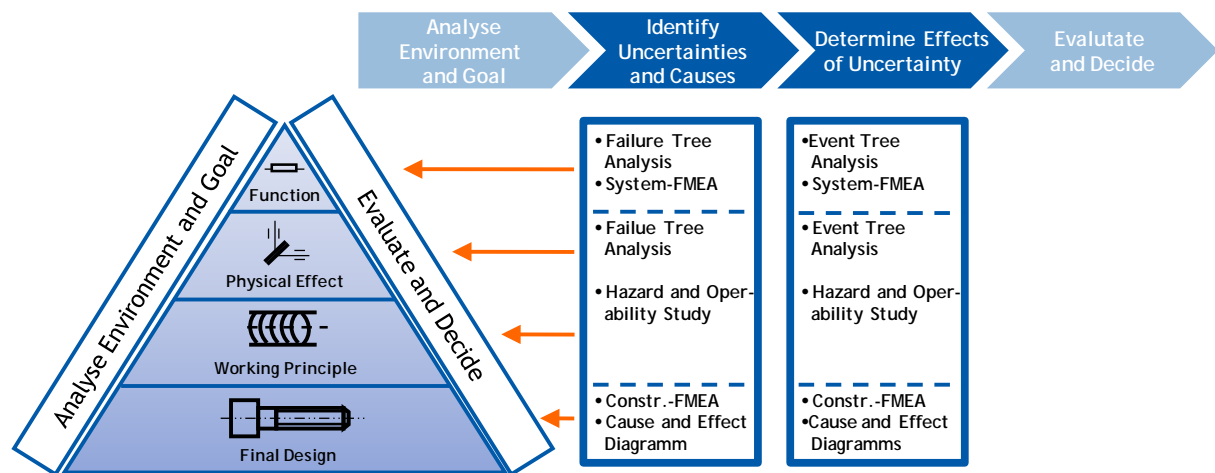 Analyse
Environment
and Goal
Identify
Uncertainties
and Causes
Determine Effects
of Uncertainty
Evalutate
and Decide
Analyse Environment and Goal
Evaluate and Decide
Function
Physical Effect
Working Principle
Final Design
•Failure Tree
Analysis
•System-FMEA
•Failue Tree
Analysis
•Hazard and Oper-
ability Study
•Constr.-FMEA
•Cause and Effect
Diagramm
•Event Tree
Analysis
•System-FMEA
•Event Tree
Analysis
•Hazard and Oper-
ability Study
•Constr.-FMEA
•Cause and Effect
Diagramms